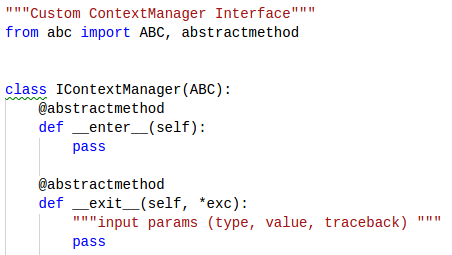 """Custom ContextManager Interface"""
from abc import ABC, abstractmethod
class IContextManager(ABC):
@abstractmethod
def __enter__(self):
pass
@abstractmethod
def __exit__(self, *exc):
"""input params (type, value, traceback) """
pass